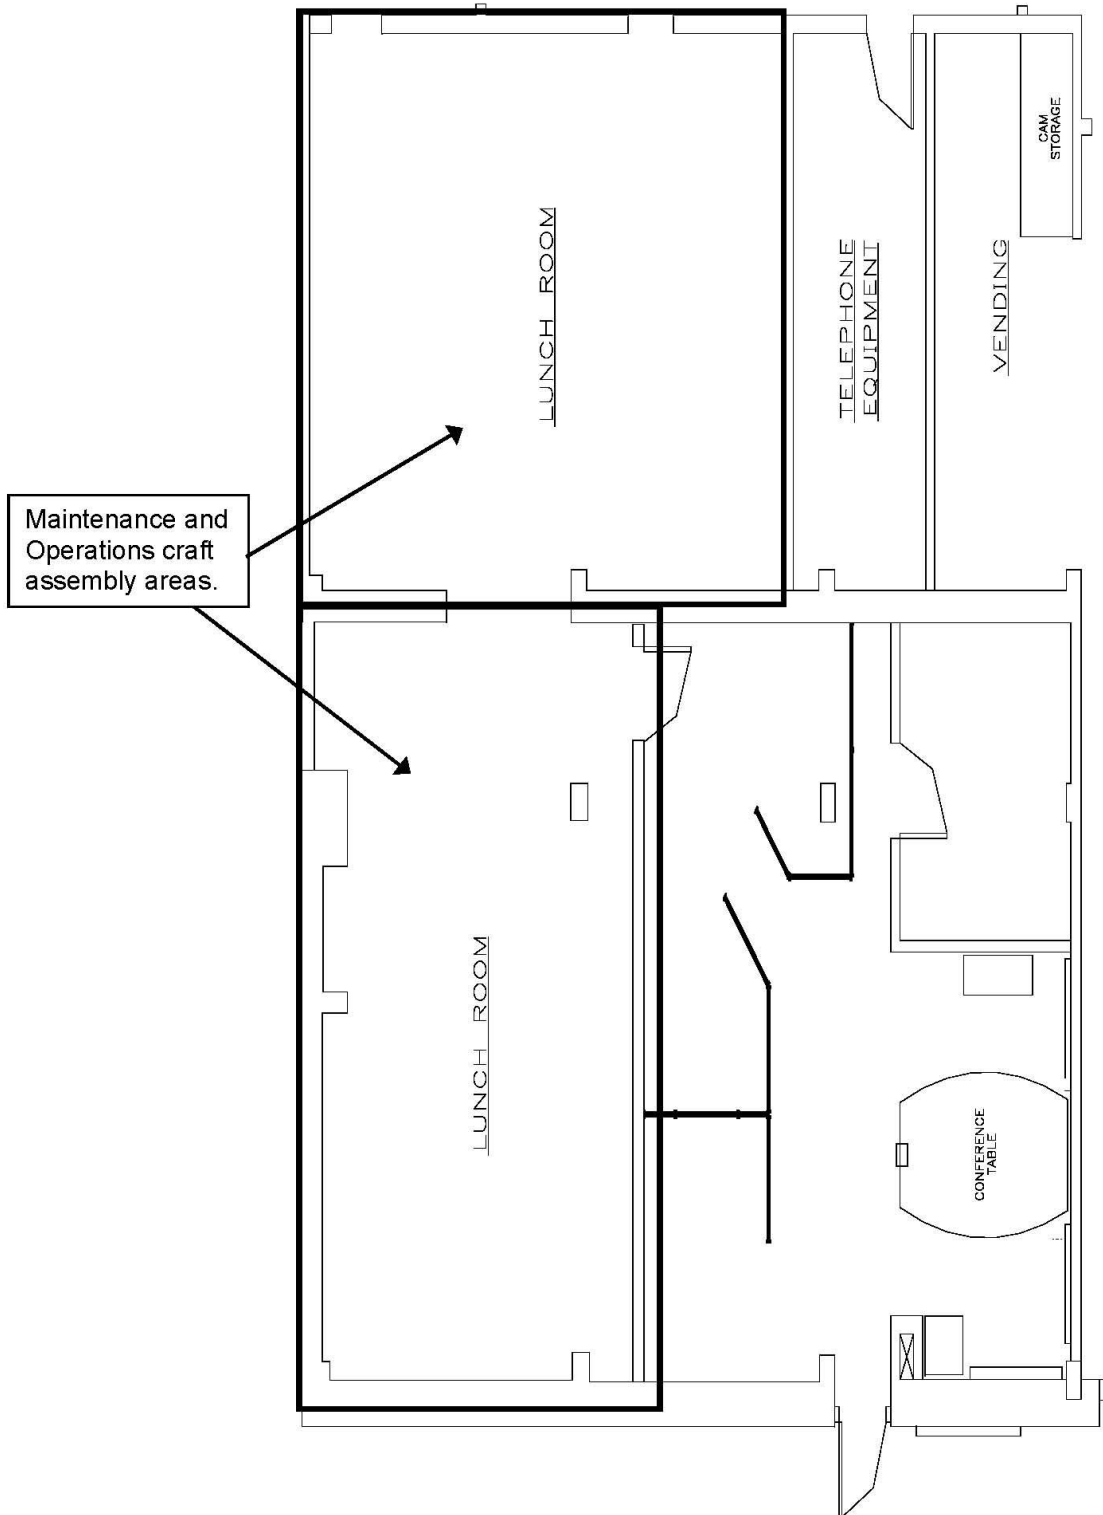 Maintenance and
Operations craft
assembly areas.
LUNCH ROOM
TELEPHONE
EQUIPMENT
VENDING
CAM
STORAGE
LUNCH ROOM
CONFERENCE
TABLE